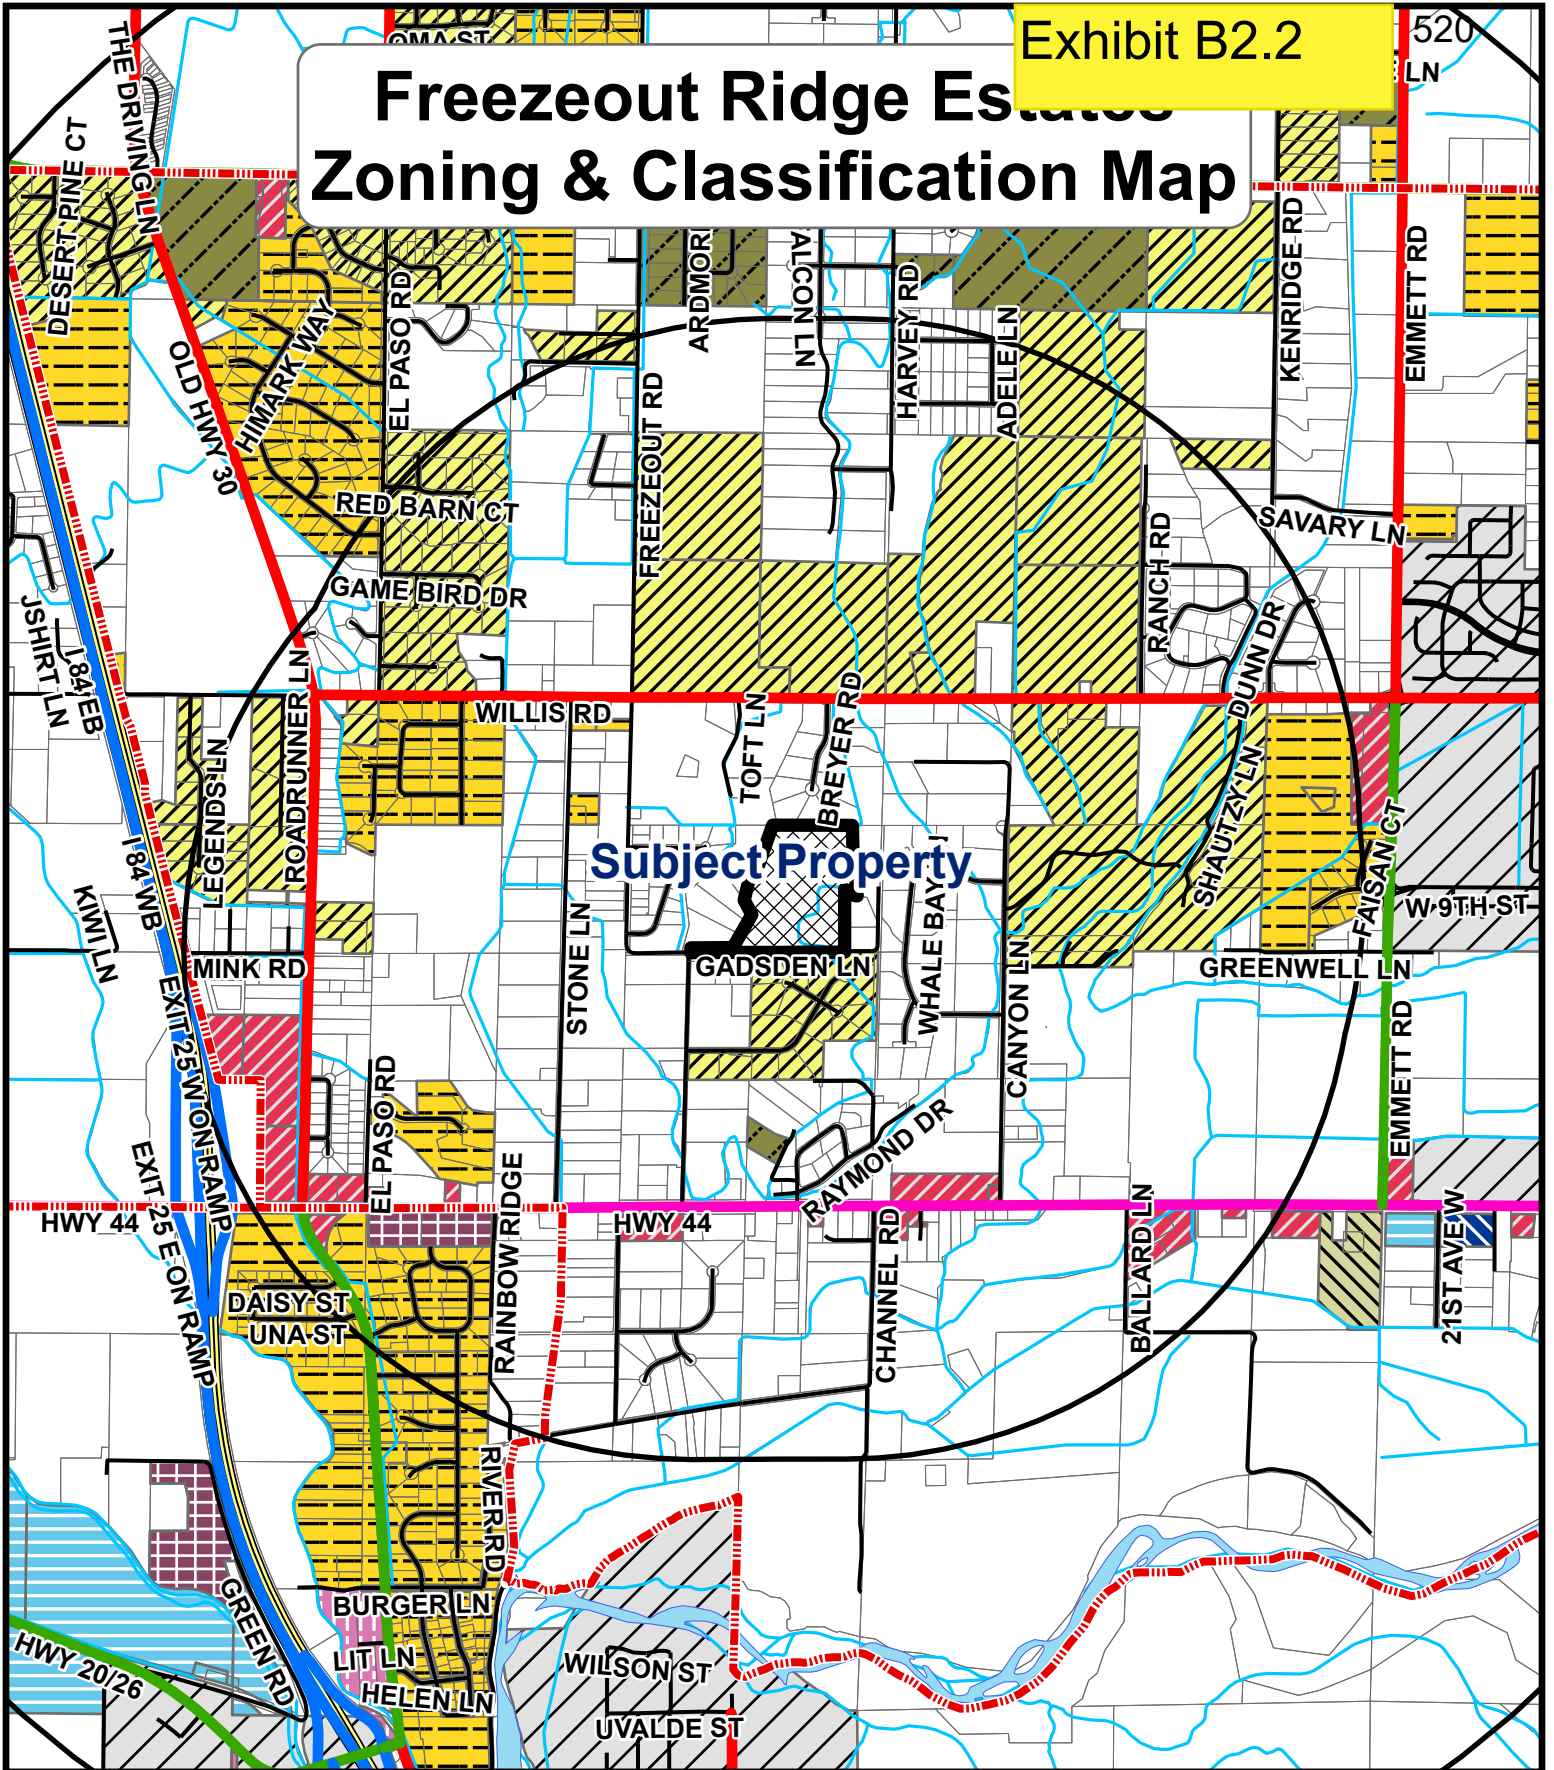 Exhibit B2.2
520
LN
OMA ST
Freezeout Ridge Estates
Zoning & Classification Map
THE DRIVING LN
DESERT PINE CT
OLD HWY 30
HIMARK WAY
EL PASO RD
ARDMOR
ALCON LN
HARVEY RD
ADELE LN
KENRIDGE RD
EMMETT RD
FREEZEOUT RD
RED BARN CT
GAME BIRD DR
SAVARY LN
RANCH RD
DUNN DR
JSHIRT LN
I 84 EB
ROADRUNNER LN
WILLIS RD
TOFT LN
BREYER RD
LEGENDS LN
SHAUTZY LN
FAISAN CT
I 84 WB
KIWI LN
Subject Property
WHALE BAY LN
W 9TH ST
STONE LN
MINK RD
GADSDEN LN
CANYON LN
GREENWELL LN
EXIT 25 W ON RAMP
EL PASO RD
EMMETT RD
RAYMOND DR
EXIT 25 E ON RAMP
RAINBOW RIDGE
HWY 44
HWY 44
CHANNEL RD
BALLARD LN
21ST AVE W
DAISY ST
UNA ST
RIVER RD
GREEN RD
BURGER LN
HWY 20/26
LIT LN
HELEN LN
WILSON ST
UVALDE ST